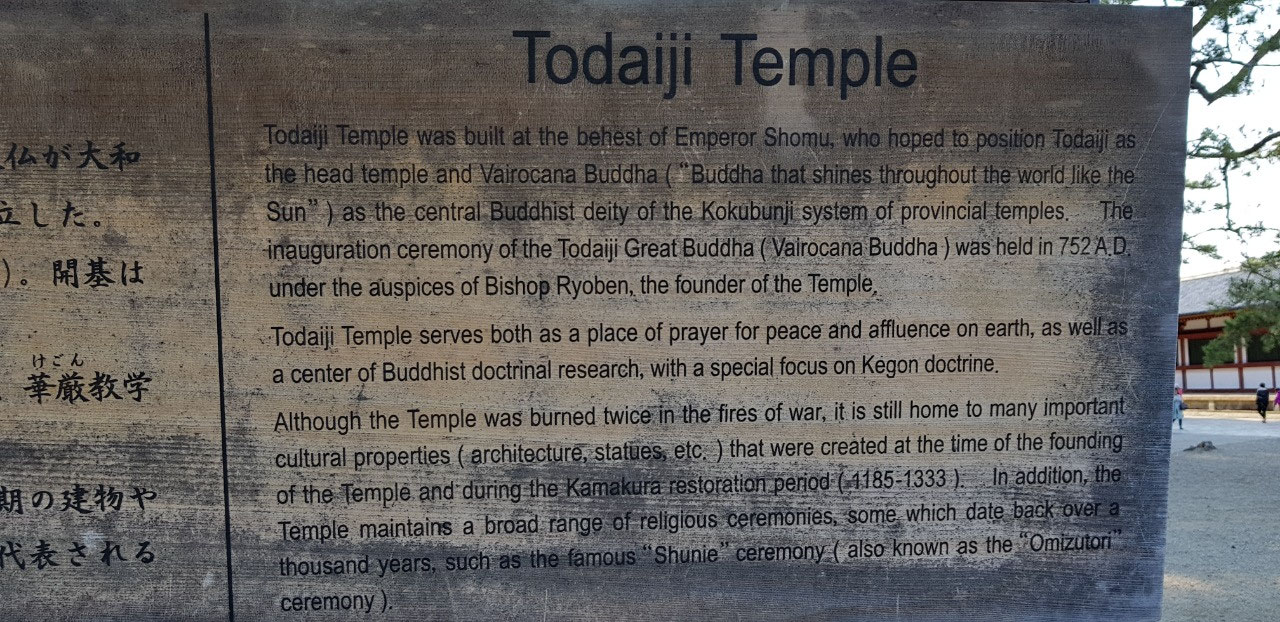 仏が大和
立した。
)。開基は
けごん
華厳教学
期の建物や
代表される
Todaiji Temple
Todaiji Temple was built at the behest of Emperor Shomu, who hoped to position Todaiji as
the head temple and Vairocana Buddha ( “Buddha that shines throughout the world like the
Sun” ) as the central Buddhist deity of the Kokubunji system of provincial temples. The
inauguration ceremony of the Todaiji Great Buddha ( Vairocana Buddha ) was held in 752 A.D.
under the auspices of Bishop Ryoben, the founder of the Temple.
Todaiji Temple serves both as a place of prayer for peace and affluence on earth, as well as
a center of Buddhist doctrinal research, with a special focus on Kegon doctrine.
Although the Temple was burned twice in the fires of war, it is still home to many important
cultural properties ( architecture, statues, etc. ) that were created at the time of the founding
of the Temple and during the Kamakura restoration period ( 1185-1333 ). In addition, the
Temple maintains a broad range of religious ceremonies, some which date back over a
thousand years, such as the famous “Shunie” ceremony ( also known as the “Omizutori”
ceremony ).